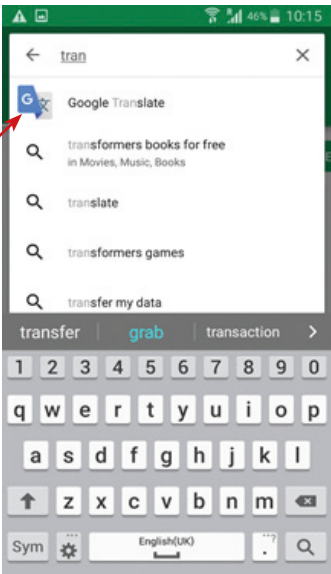 46% 10:15
tran
G 文 Google Translate
transformers books for free
in Movies, Music, Books
translate
transformers games
transfer my data
transfer grab transaction
1 2 3 4 5 6 7 8 9 0
q w e r t y u i o p
a s d f g h j k l
z x c v b n m
Sym English(UK) . ...?